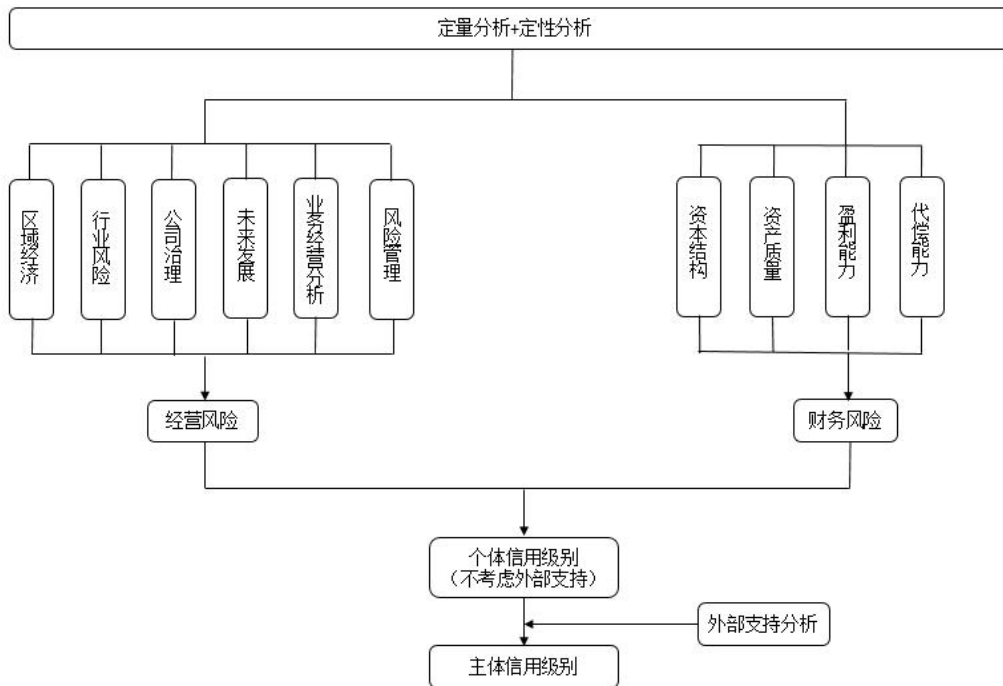 定量分析+定性分析
区域经济
行业风险
公司治理
未来发展
业务经营分析
风险管理
资本结构
资产质量
盈利能力
代偿能力
经营风险
财务风险
个体信用级别
（不考虑外部支持）
外部支持分析
主体信用级别